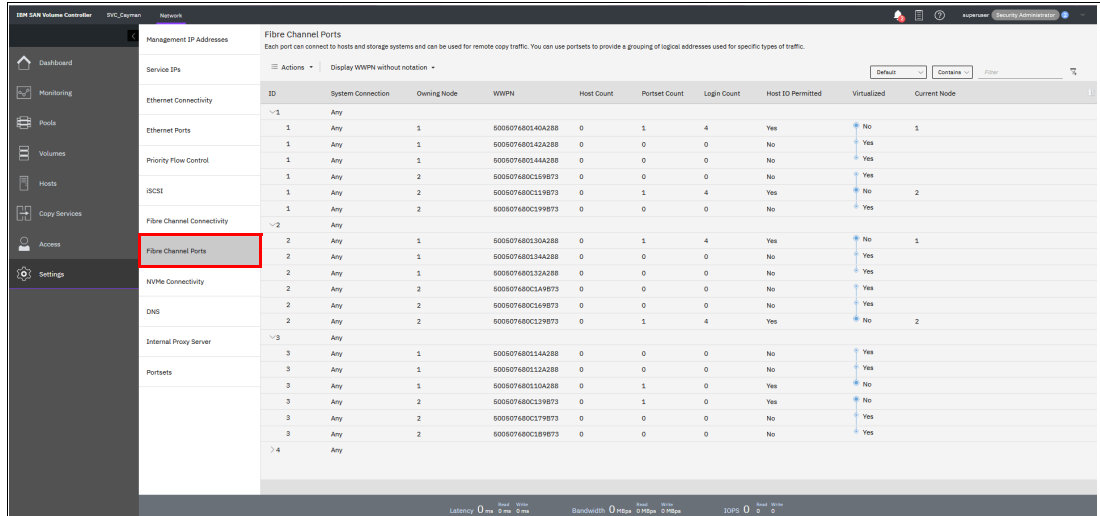 IBM SAN Volume Controller SVC_Cayman Network superuser Security Administrator
Dashboard
Monitoring
Pools
Volumes
Hosts
Copy Services
Access
Settings
Management IP Addresses
Service IPs
Ethernet Connectivity
Ethernet Ports
Priority Flow Control
iSCSI
Fibre Channel Connectivity
Fibre Channel Ports
NVMe Connectivity
DNS
Internal Proxy Server
Portsets
Fibre Channel Ports
Each port can connect to hosts and storage systems and can be used for remote copy traffic. You can use portsets to provide a grouping of logical addresses used for specific types of traffic.
Actions Display WWPN without notation Default Contains Filter
ID System Connection Owning Node WWPN Host Count Portset Count Login Count Host IO Permitted Virtualized Current Node
1 Any
1 Any 1 500507680140A288 0 1 4 Yes No 1
1 Any 1 500507680142A288 0 0 0 No Yes
1 Any 1 500507680144A288 0 0 0 No Yes
1 Any 2 500507680C159B73 0 0 0 No Yes
1 Any 2 500507680C119B73 0 1 4 Yes No 2
1 Any 2 500507680C199B73 0 0 0 No Yes
2 Any
2 Any 1 500507680130A288 0 1 4 Yes No 1
2 Any 1 500507680134A288 0 0 0 No Yes
2 Any 1 500507680132A288 0 0 0 No Yes
2 Any 2 500507680C1A9B73 0 0 0 No Yes
2 Any 2 500507680C169B73 0 0 0 No Yes
2 Any 2 500507680C129B73 0 1 4 Yes No 2
3 Any
3 Any 1 500507680114A288 0 0 0 No Yes
3 Any 1 500507680112A288 0 0 0 No Yes
3 Any 1 500507680110A288 0 1 0 Yes No
3 Any 2 500507680C139B73 0 1 0 Yes No
3 Any 2 500507680C179B73 0 0 0 No Yes
3 Any 2 500507680C1B9B73 0 0 0 No Yes
4 Any
Latency 0 ms Read 0 ms Write 0 ms Bandwidth 0 MBps Read 0 MBps Write 0 MBps IOPS 0 Read 0 Write 0